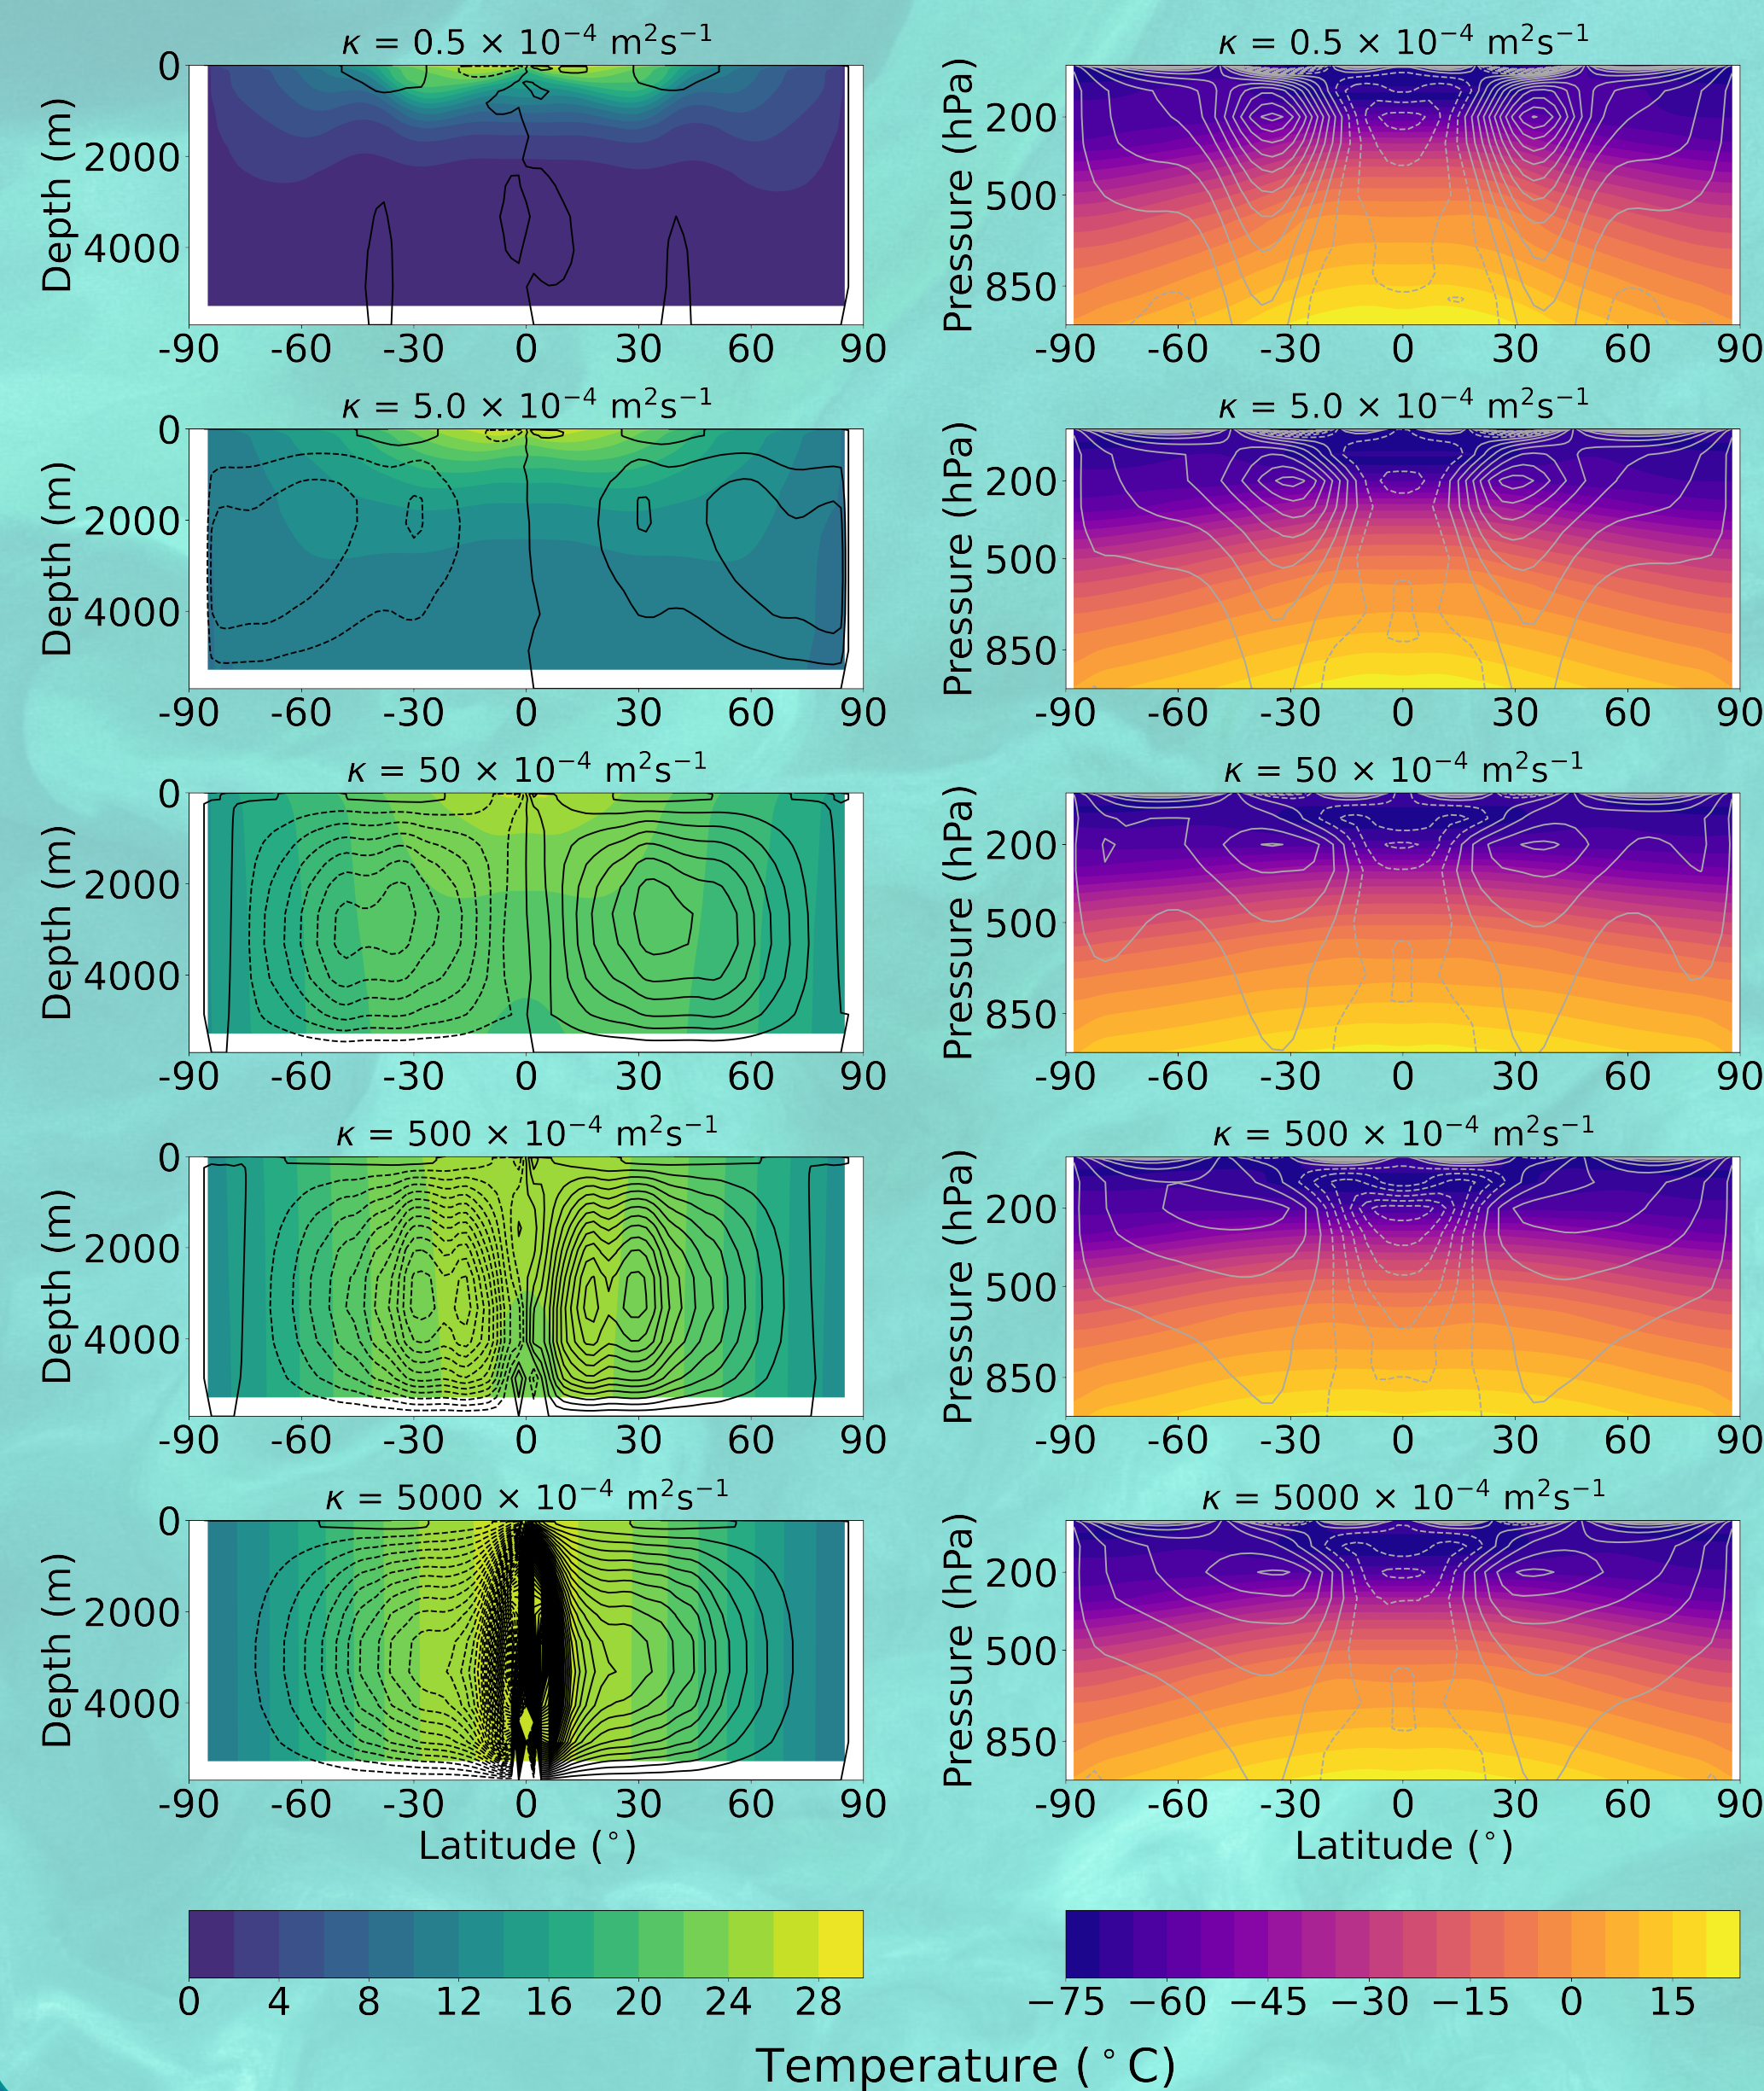 κ = 0.5 × 10⁻⁴ m²s⁻¹
Depth (m)
0
2000
4000
-90 -60 -30 0 30 60 90
κ = 0.5 × 10⁻⁴ m²s⁻¹
Pressure (hPa)
200
500
850
-90 -60 -30 0 30 60 90
κ = 5.0 × 10⁻⁴ m²s⁻¹
Depth (m)
0
2000
4000
-90 -60 -30 0 30 60 90
κ = 5.0 × 10⁻⁴ m²s⁻¹
Pressure (hPa)
200
500
850
-90 -60 -30 0 30 60 90
κ = 50 × 10⁻⁴ m²s⁻¹
Depth (m)
0
2000
4000
-90 -60 -30 0 30 60 90
κ = 50 × 10⁻⁴ m²s⁻¹
Pressure (hPa)
200
500
850
-90 -60 -30 0 30 60 90
κ = 500 × 10⁻⁴ m²s⁻¹
Depth (m)
0
2000
4000
-90 -60 -30 0 30 60 90
κ = 500 × 10⁻⁴ m²s⁻¹
Pressure (hPa)
200
500
850
-90 -60 -30 0 30 60 90
κ = 5000 × 10⁻⁴ m²s⁻¹
Depth (m)
0
2000
4000
-90 -60 -30 0 30 60 90
Latitude (°)
κ = 5000 × 10⁻⁴ m²s⁻¹
Pressure (hPa)
200
500
850
-90 -60 -30 0 30 60 90
Latitude (°)
0 4 8 12 16 20 24 28
−75 −60 −45 −30 −15 0 15
Temperature (°C)